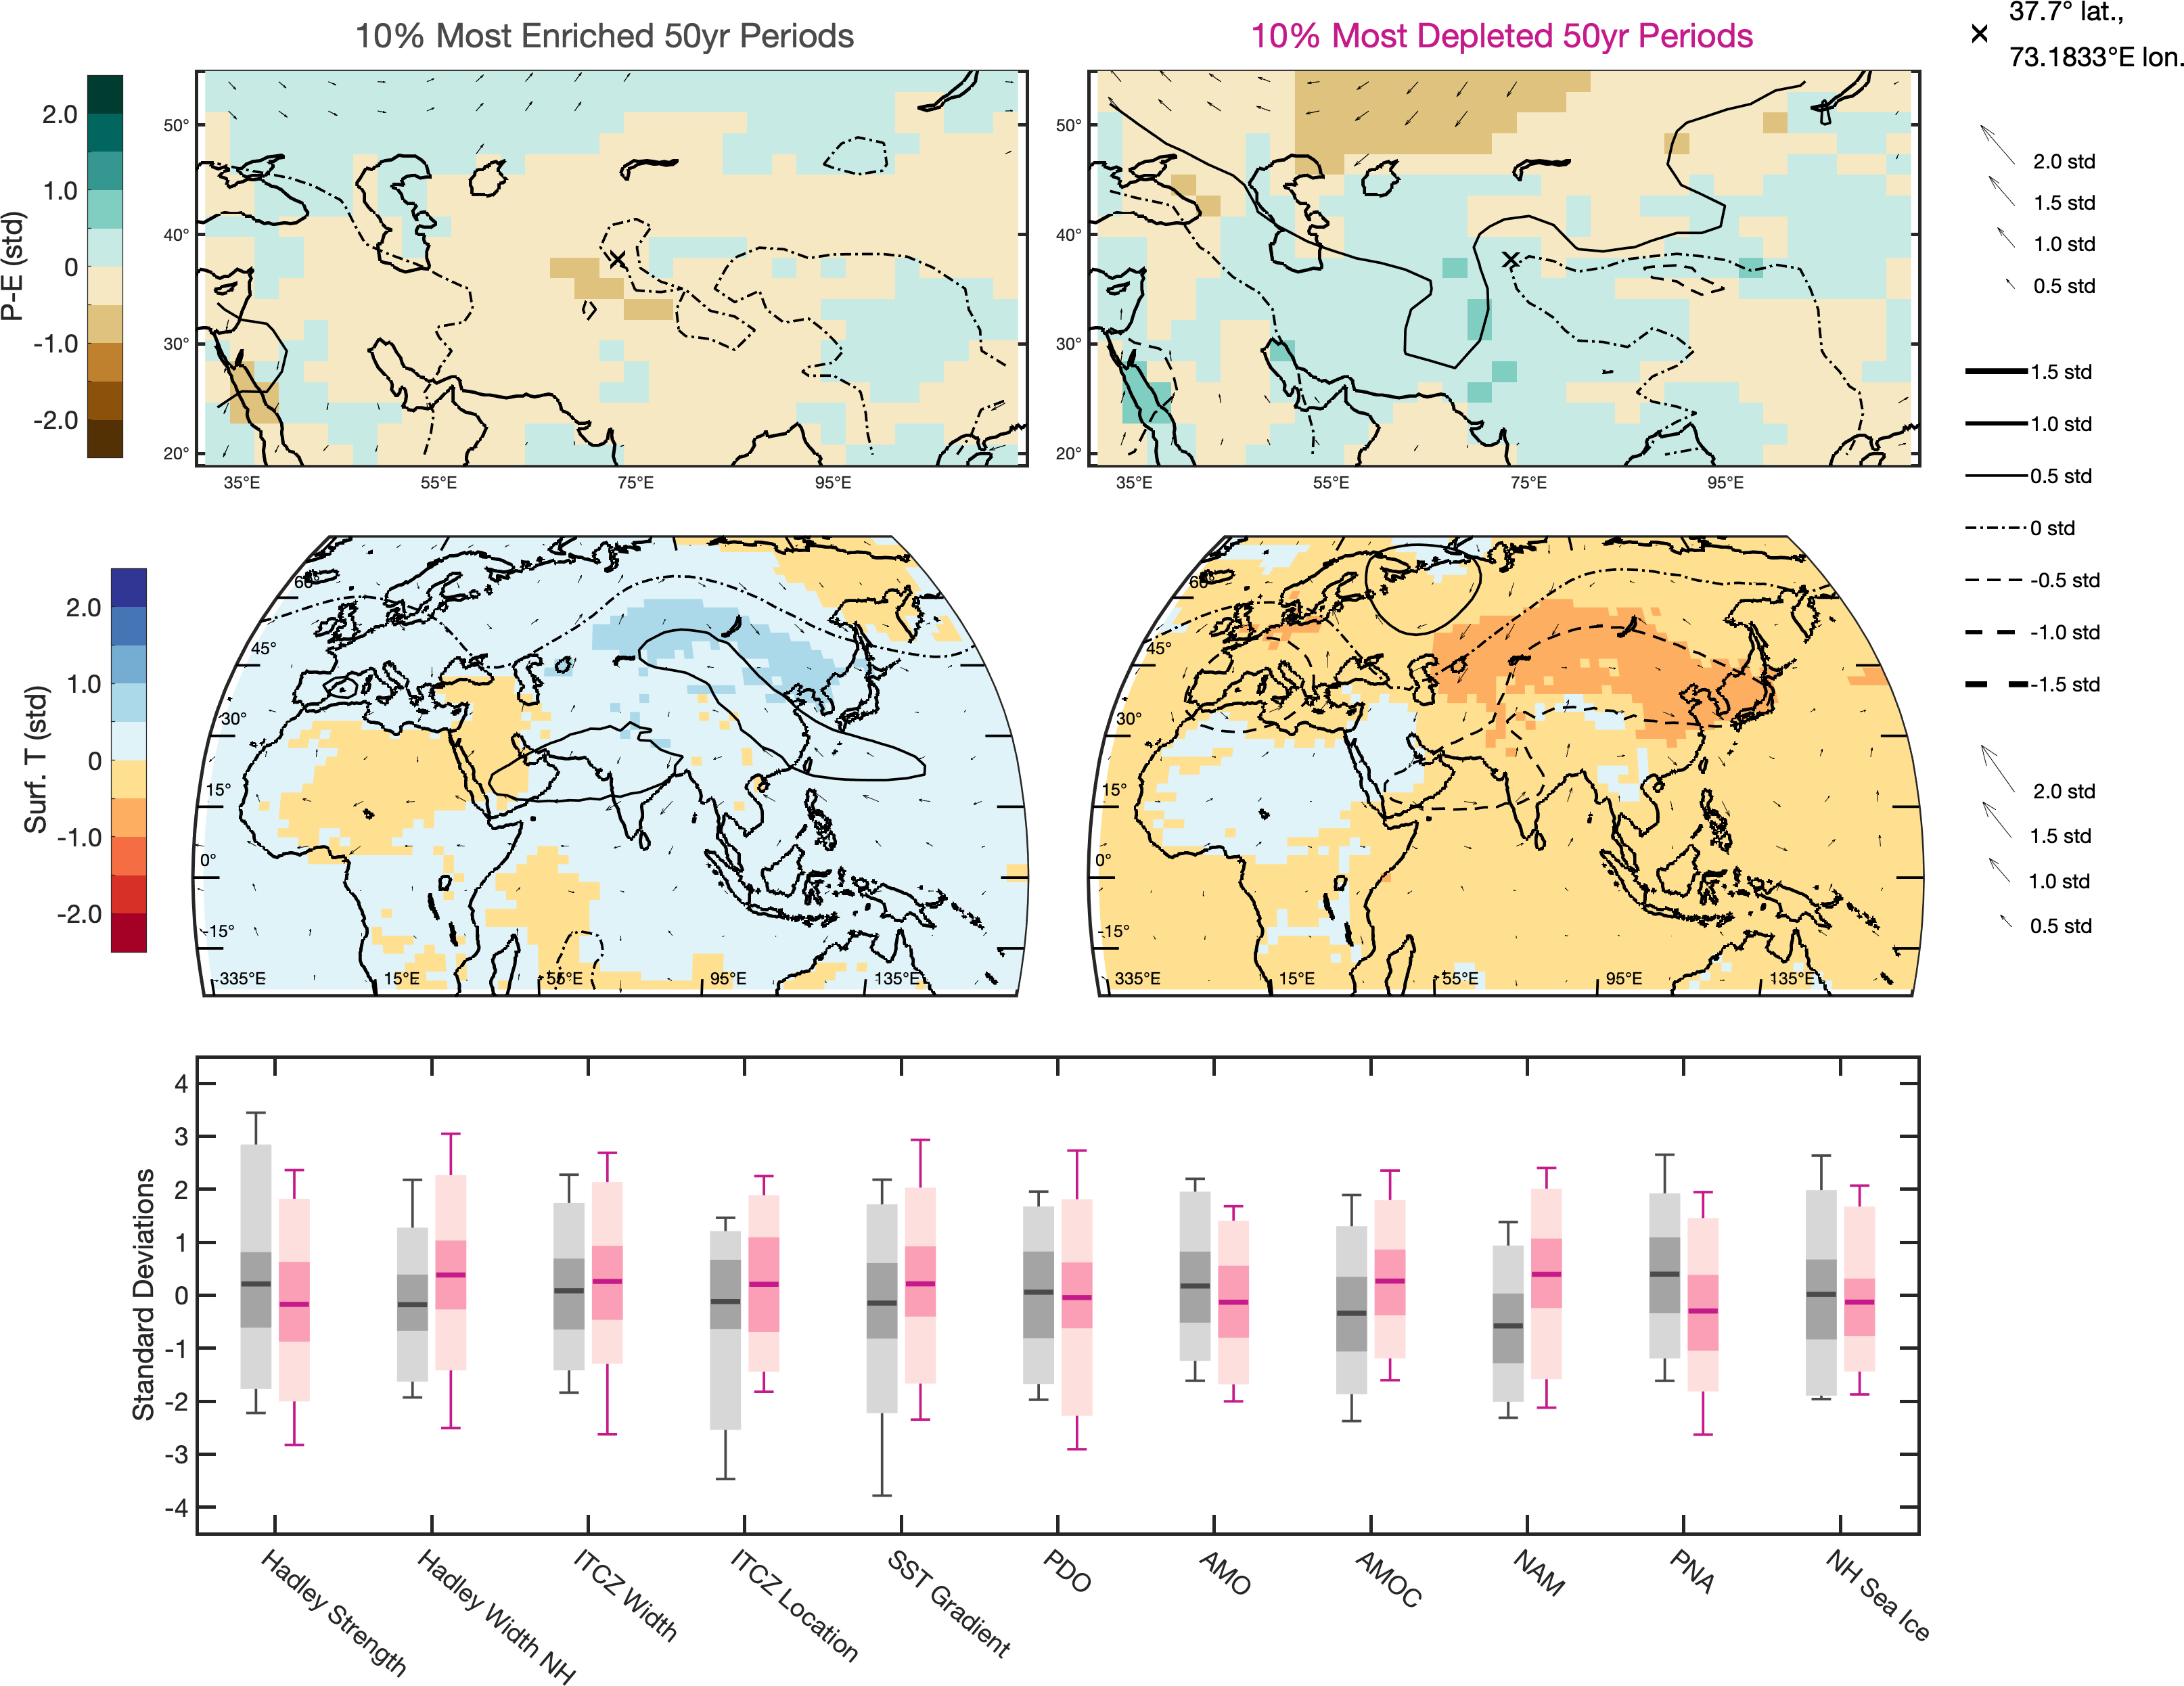 10% Most Enriched 50yr Periods
10% Most Depleted 50yr Periods
37.7° lat.,
73.1833°E lon.
P-E (std)
2.0
1.0
0
-1.0
-2.0
50°
40°
30°
20°
35°E
55°E
75°E
95°E
50°
40°
30°
20°
35°E
55°E
75°E
95°E
2.0 std
1.5 std
1.0 std
0.5 std
1.5 std
1.0 std
0.5 std
0 std
-0.5 std
-1.0 std
-1.5 std
Surf. T (std)
2.0
1.0
0
-1.0
-2.0
60°
45°
30°
15°
0°
-15°
-335°E
15°E
55°E
95°E
135°E
60°
45°
30°
15°
0°
-15°
335°E
15°E
55°E
95°E
135°E
2.0 std
1.5 std
1.0 std
0.5 std
Standard Deviations
4
3
2
1
0
-1
-2
-3
-4
Hadley Strength
Hadley Width NH
ITCZ Width
ITCZ Location
SST Gradient
PDO
AMO
AMOC
NAM
PNA
NH Sea Ice